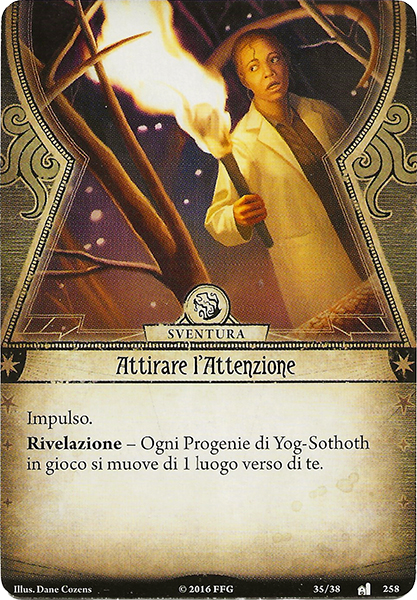 SVENTURA
Attirare l'Attenzione
Impulso.
Rivelazione – Ogni Progenie di Yog-Sothoth
in gioco si muove di 1 luogo verso di te.
Illus. Dane Cozens © 2016 FFG 35/38 258